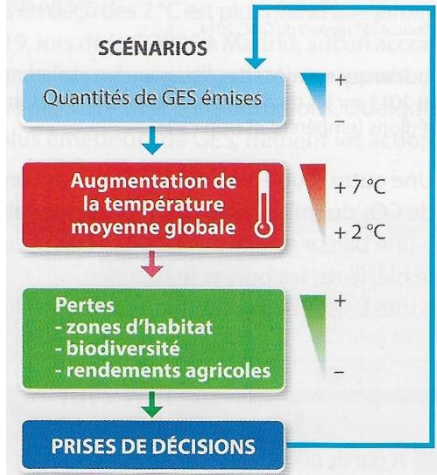 SCÉNARIOS
Quantités de GES émises
+
–
Augmentation de
la température
moyenne globale
+ 7 °C
+ 2 °C
Pertes
- zones d'habitat
- biodiversité
- rendements agricoles
+
–
PRISES DE DÉCISIONS